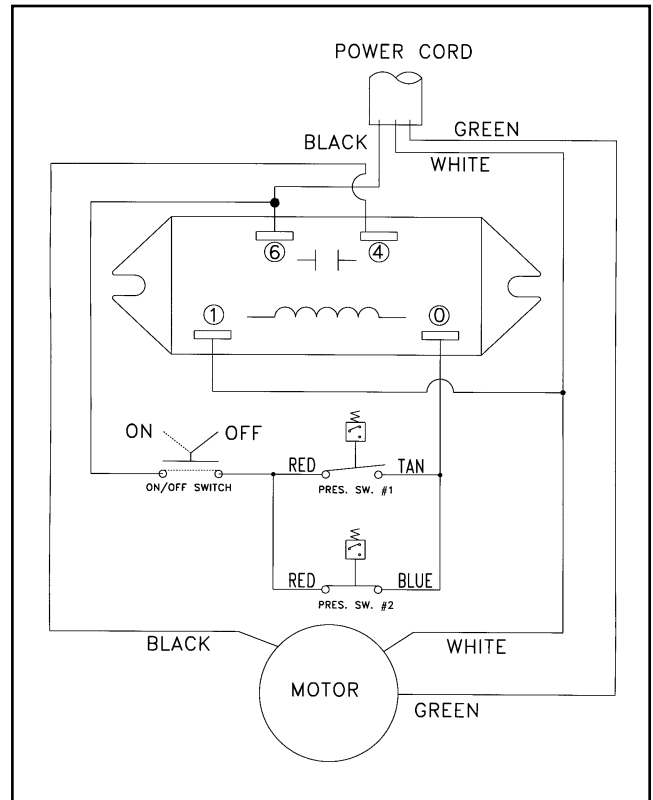 POWER CORD
BLACK
GREEN
WHITE
6
4
1
0
ON
OFF
ON/OFF SWITCH
RED
TAN
PRES. SW. #1
RED
BLUE
PRES. SW. #2
BLACK
WHITE
MOTOR
GREEN